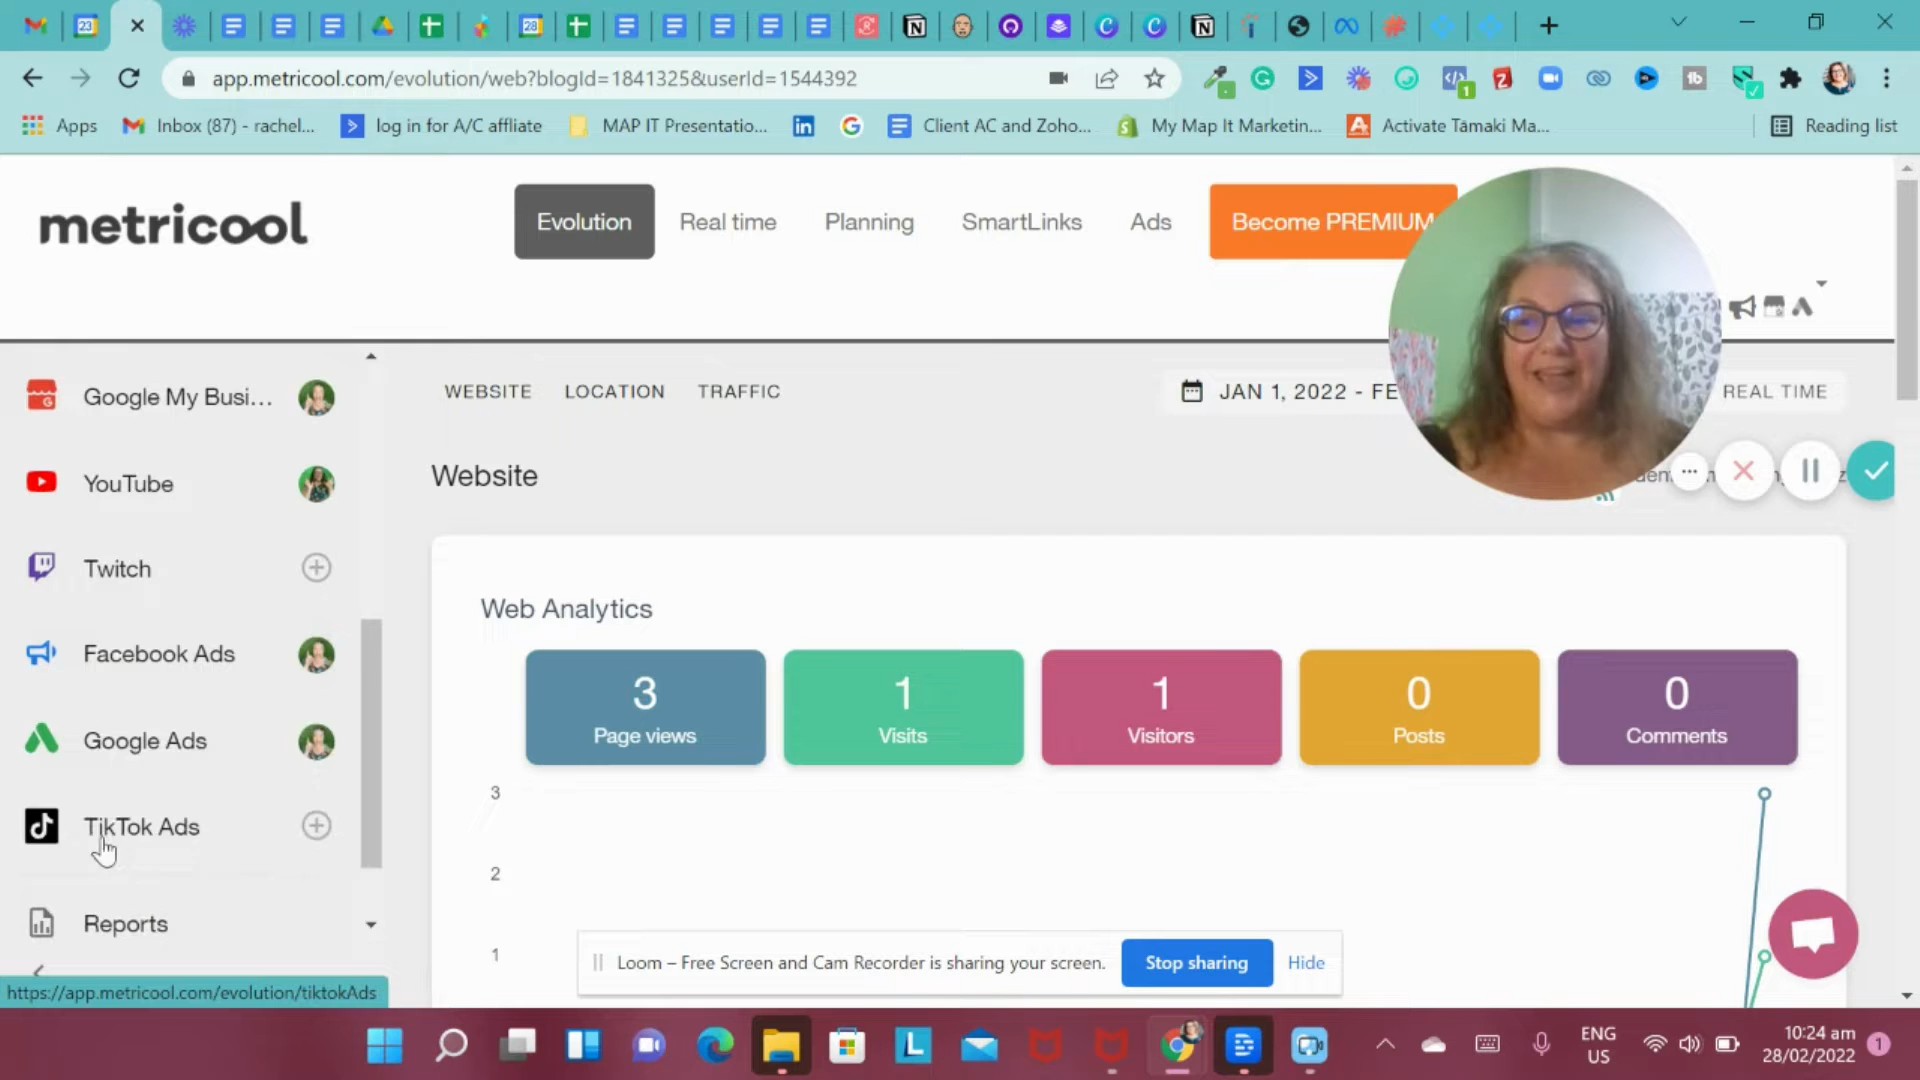 23
28
app.metricool.com/evolution/web?blogId=1841325&userId=1544392
1
Apps
Inbox (87) - rachel...
log in for A/C affliate
MAP IT Presentatio...
Client AC and Zoho...
My Map It Marketin...
Activate Tāmaki Ma...
Reading list
metricool
Evolution
Real time
Planning
SmartLinks
Ads
Become PREMIUM
WEBSITE
LOCATION
TRAFFIC
JAN 1, 2022 - FE
REAL TIME
Google My Busi...
YouTube
Twitch
Facebook Ads
Google Ads
TikTok Ads
Reports
Website
Web Analytics
3
Page views
1
Visits
1
Visitors
0
Posts
0
Comments
3
2
1
Loom – Free Screen and Cam Recorder is sharing your screen.
Stop sharing
Hide
https://app.metricool.com/evolution/tiktokAds
ENG
US
10:24 am
28/02/2022
1